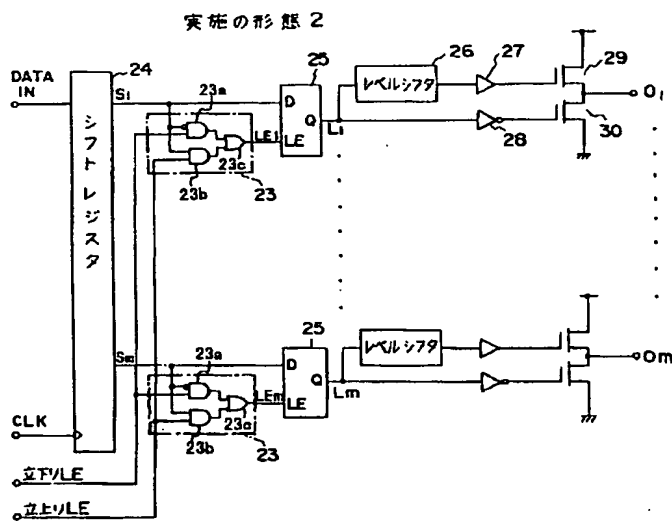 実施の形態 2
DATA
IN
24
S1
23a
25
D
Q
LE
LE1
23c
23b
23
L1
レベルシフタ
26
27
28
29
30
O1
シフトレジスタ
Sm
23a
25
D
Q
LE
LEm
23a
23b
23
Lm
レベルシフタ
Om
CLK
立下りLE
立上りLE